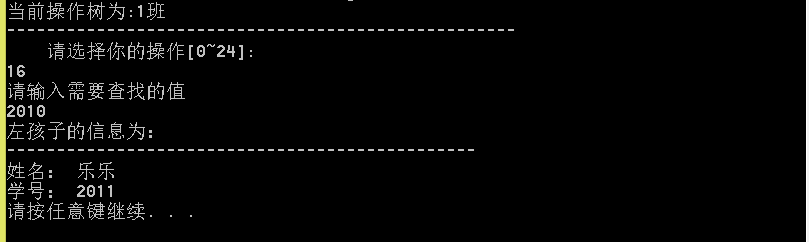 当前操作树为:1班
---------------------------------------------------
请选择你的操作[0~24]:
16
请输入需要查找的值
2010
左孩子的信息为：
-----------------------------------------------
姓名： 乐乐
学号： 2011
请按任意键继续. . .